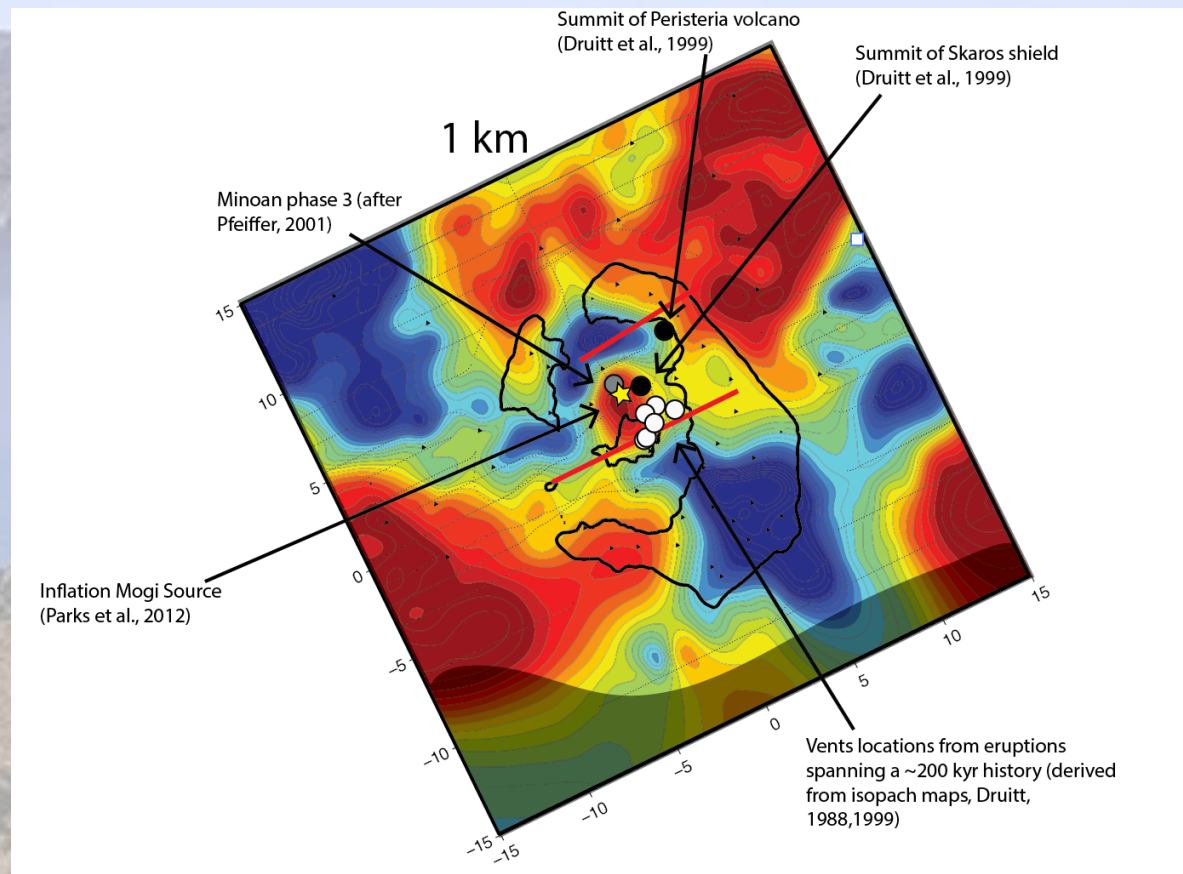 Summit of Peristeria volcano
(Druitt et al., 1999)
Summit of Skaros shield
(Druitt et al., 1999)
1 km
Minoan phase 3 (after
Pfeiffer, 2001)
15
10
5
0
−5
−10
−15
Inflation Mogi Source
(Parks et al., 2012)
−15
−10
−5
0
5
10
15
Vents locations from eruptions
spanning a ~200 kyr history (derived
from isopach maps, Druitt,
1988,1999)